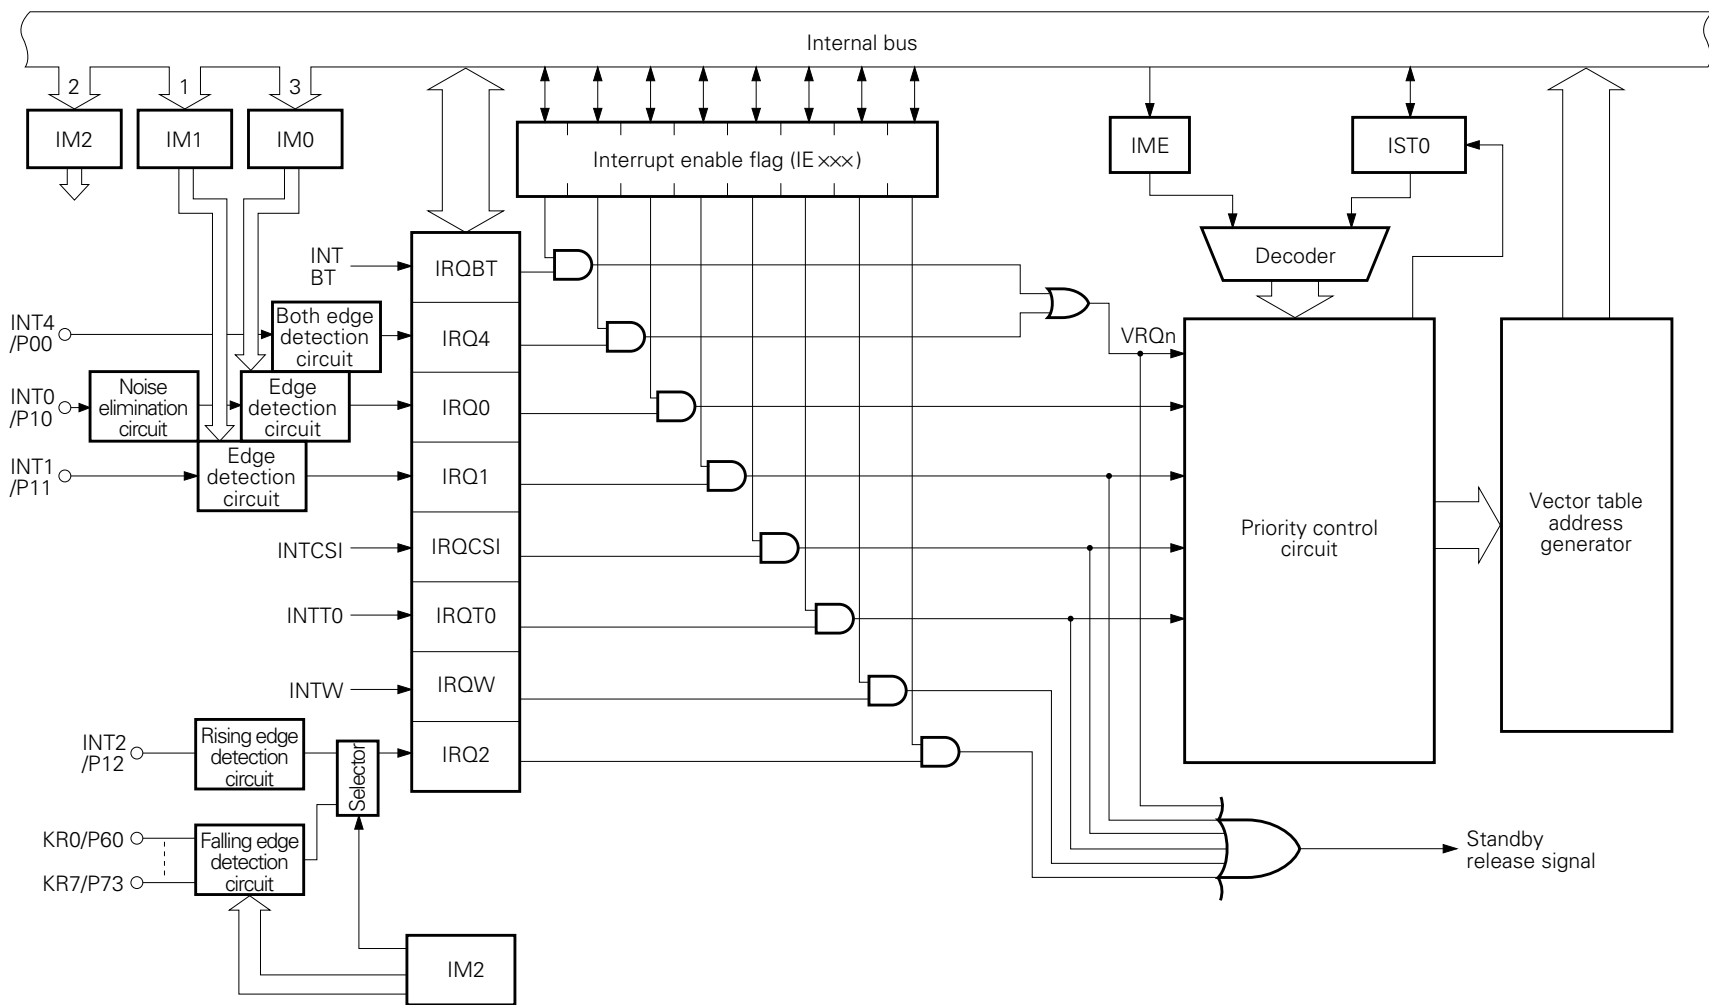 Internal bus
2
1
3
IM2
IM1
IM0
Interrupt enable flag (IE×××)
IME
IST0
Decoder
INT
BT
IRQBT
INT4
/P00
Both edge
detection
circuit
IRQ4
VRQn
INT0
/P10
Noise
elimination
circuit
Edge
detection
circuit
IRQ0
INT1
/P11
Edge
detection
circuit
IRQ1
Priority control
circuit
Vector table
address
generator
INTCSI
IRQCSI
INTT0
IRQT0
INTW
IRQW
INT2
/P12
Rising edge
detection
circuit
Selector
IRQ2
KR0/P60
KR7/P73
Falling edge
detection
circuit
Standby
release signal
IM2